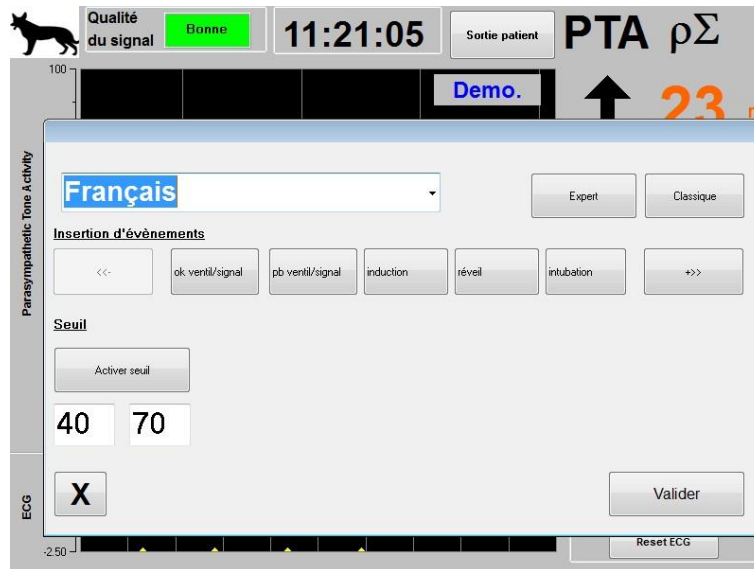 Qualité
du signal
Bonne
11:21:05
Sortie patient
PTA ρΣ
100
Demo.
23
Parasympathetic Tone Activity
Français
Expert
Classique
Insertion d'évènements
<<-
ok ventil/signal
pb ventil/signal
induction
réveil
intubation
+>>
Seuil
Activer seuil
40 70
X
Valider
ECG
-2.50
Reset ECG